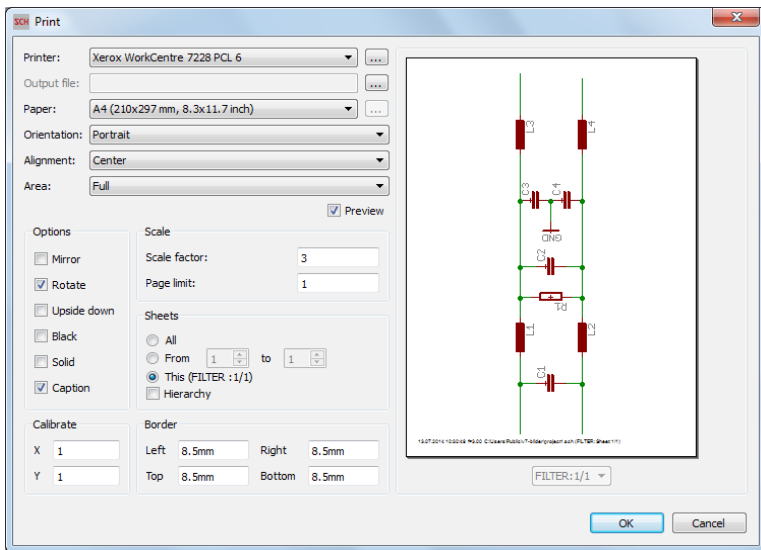 SCH Print
Printer: Xerox WorkCentre 7228 PCL 6 ...
Output file: ...
Paper: A4 (210x297 mm, 8.3x11.7 inch) ...
Orientation: Portrait
Alignment: Center
Area: Full
Preview
Options
Mirror
Rotate
Upside down
Black
Solid
Caption
Scale
Scale factor: 3
Page limit: 1
Sheets
All
From 1 to 1
This (FILTER :1/1)
Hierarchy
Calibrate
X 1
Y 1
Border
Left 8.5mm Right 8.5mm
Top 8.5mm Bottom 8.5mm
L3 L4
C3 C4
GND
C2
R1
L1 L2
C1
FILTER:1/1
OK Cancel